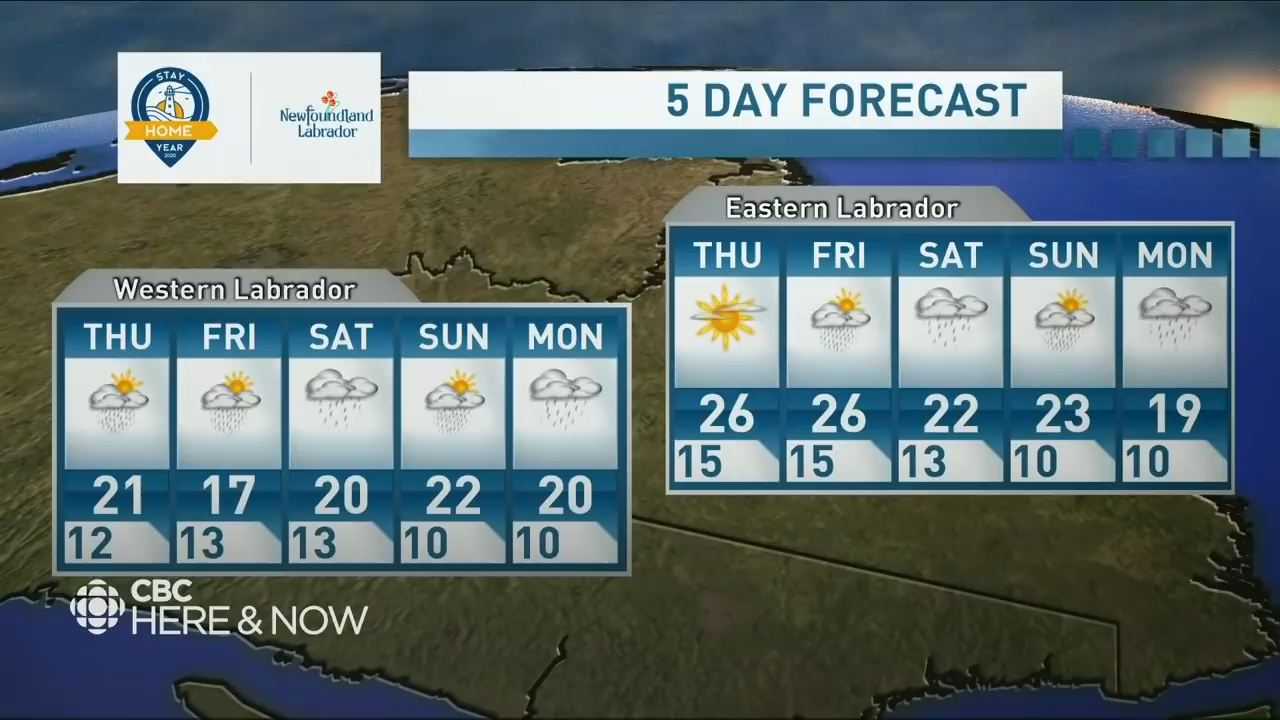 STAY
HOME
YEAR
2020
Newfoundland
Labrador
5 DAY FORECAST
Eastern Labrador
THU FRI SAT SUN MON
26 26 22 23 19
15 15 13 10 10
Western Labrador
THU FRI SAT SUN MON
21 17 20 22 20
12 13 13 10 10
CBC
HERE & NOW